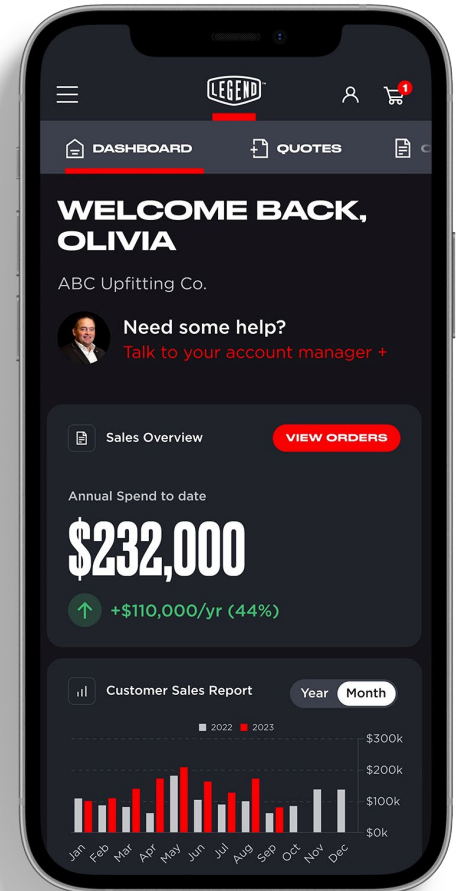 LEGEND™
1
DASHBOARD
QUOTES
WELCOME BACK,
OLIVIA
ABC Upfitting Co.
Need some help?
Talk to your account manager +
Sales Overview
VIEW ORDERS
Annual Spend to date
$232,000
+$110,000/yr (44%)
Customer Sales Report
Year Month
2022 2023
$300k
$200k
$100k
$0k
Jan Feb Mar Apr May Jun Jul Aug Sep Oct Nov Dec